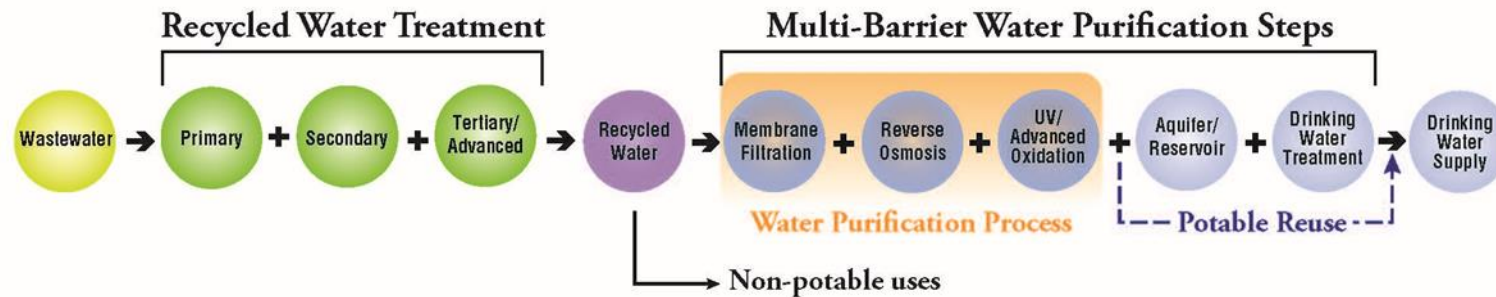 Recycled Water Treatment
Multi-Barrier Water Purification Steps
Wastewater
Primary
Secondary
Tertiary/
Advanced
Recycled
Water
Membrane
Filtration
Reverse
Osmosis
UV/
Advanced
Oxidation
Aquifer/
Reservoir
Drinking
Water
Treatment
Drinking
Water
Supply
Water Purification Process
Potable Reuse
Non-potable uses